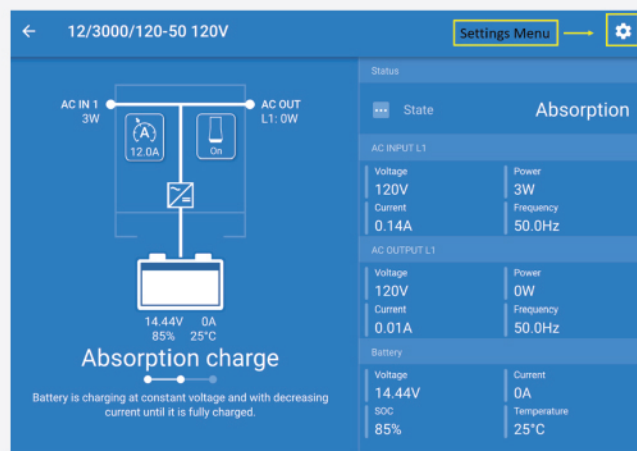 12/3000/120-50 120V
Settings Menu
AC IN 1
3W
AC OUT
L1: 0W
A
12.0A
On
14.44V 0A
85% 25°C
Absorption charge
Battery is charging at constant voltage and with decreasing
current until it is fully charged.
Status
State Absorption
AC INPUT L1
Voltage Power
120V 3W
Current Frequency
0.14A 50.0Hz
AC OUTPUT L1
Voltage Power
120V 0W
Current Frequency
0.01A 50.0Hz
Battery
Voltage Current
14.44V 0A
SOC Temperature
85% 25°C